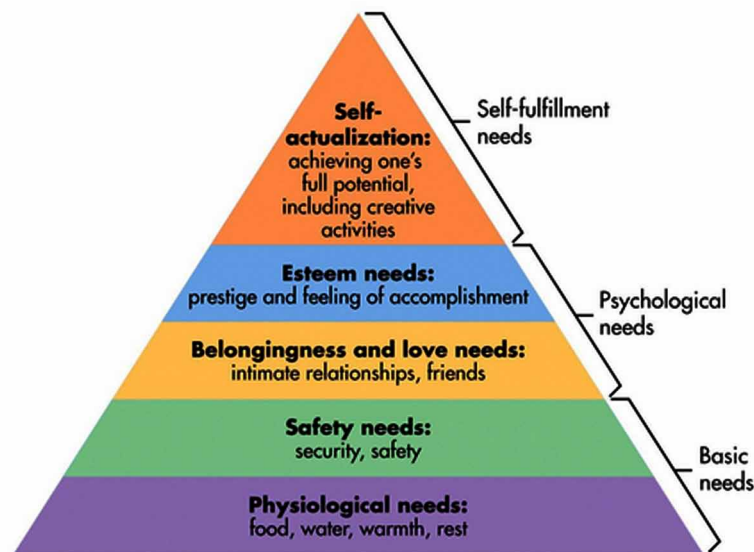 Self-
actualization:
achieving one's
full potential,
including creative
activities
Self-fulfillment
needs
Esteem needs:
prestige and feeling of accomplishment
Psychological
needs
Belongingness and love needs:
intimate relationships, friends
Safety needs:
security, safety
Basic
needs
Physiological needs:
food, water, warmth, rest